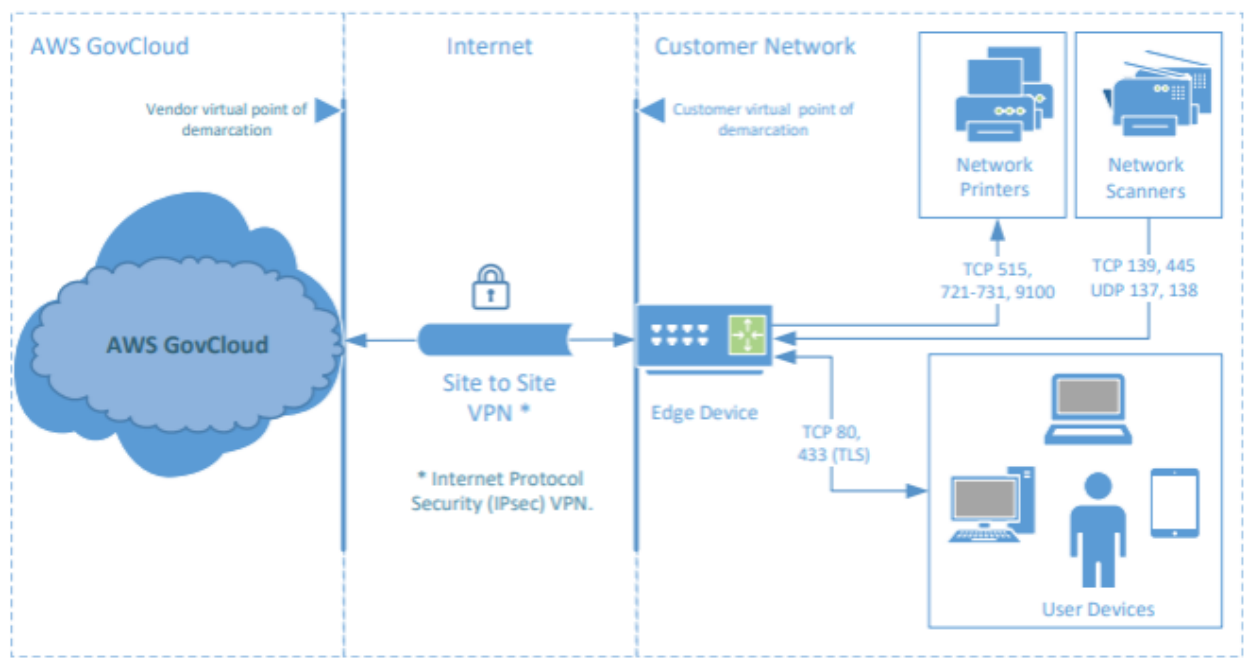 AWS GovCloud
Internet
Customer Network
Vendor virtual point of
demarcation
Customer virtual point of
demarcation
Network
Printers
Network
Scanners
TCP 515,
721-731, 9100
TCP 139, 445
UDP 137, 138
AWS GovCloud
Site to Site
VPN *
Edge Device
TCP 80,
433 (TLS)
* Internet Protocol
Security (IPsec) VPN.
User Devices